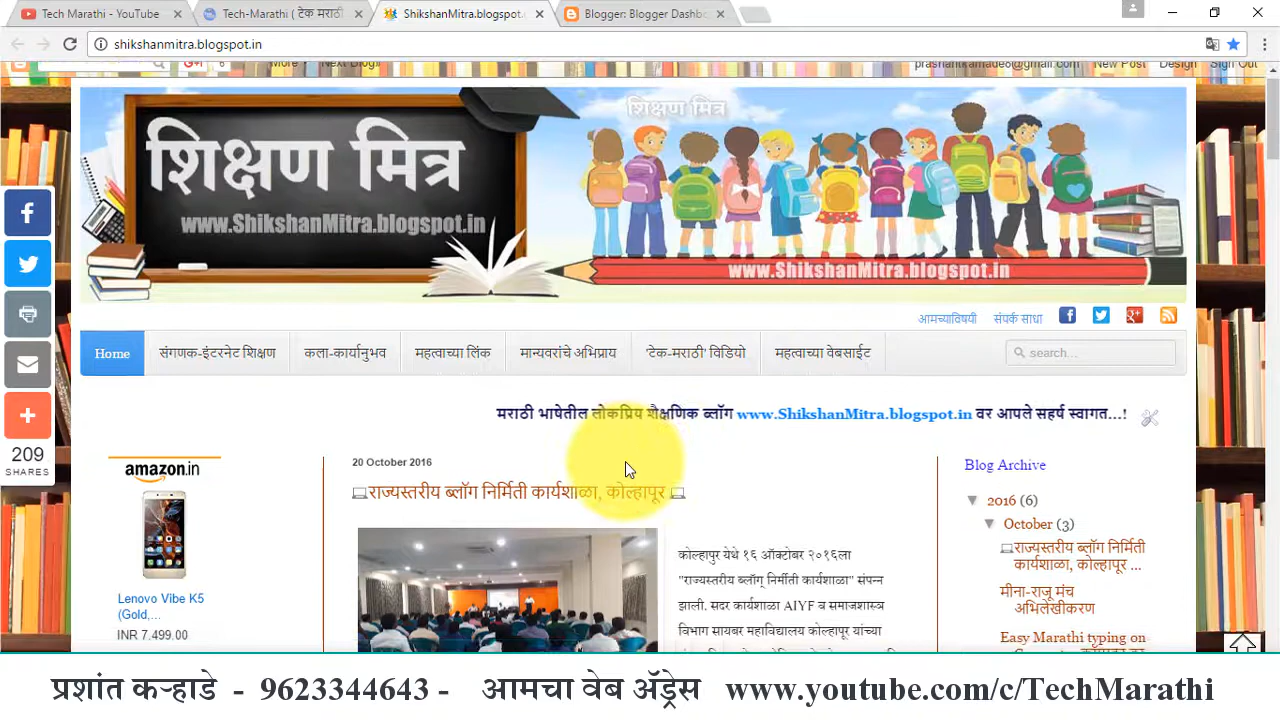 Tech Marathi - YouTube
Tech-Marathi ( टेक मराठी
ShikshanMitra.blogspot.
Blogger: Blogger Dashbo
shikshanmitra.blogspot.in
More
Next Blog»
prashantkarhade8@gmail.com
New Post
Design
Sign Out
शिक्षण मित्र
शिक्षण मित्र
www.ShikshanMitra.blogspot.in
www.ShikshanMitra.blogspot.in
आमच्याविषयी
संपर्क साधा
Home
संगणक-इंटरनेट शिक्षण
कला-कार्यानुभव
महत्वाच्या लिंक
मान्यवरांचे अभिप्राय
'टेक-मराठी' विडियो
महत्वाच्या वेबसाईट
search...
मराठी भाषेतील लोकप्रिय शैक्षणिक ब्लॉग www.ShikshanMitra.blogspot.in वर आपले सहर्ष स्वागत...!
209
SHARES
amazon.in
Lenovo Vibe K5
(Gold,...
INR 7,499.00
20 October 2016
राज्यस्तरीय ब्लॉग निर्मिती कार्यशाळा, कोल्हापूर
कोल्हापूर येथे १६ ऑक्टोबर २०१६ला
"राज्यस्तरीय ब्लॉग् निर्मीती कार्यशाळा" संपन्न
झाली. सदर कार्यशाळा AIYF व समाजशास्त्र
विभाग सायबर महाविद्यालय कोल्हापूर यांच्या
Blog Archive
▼ 2016 (6)
▼ October (3)
राज्यस्तरीय ब्लॉग निर्मिती
कार्यशाळा, कोल्हापूर ...
मीना-राजू मंच
अभिलेखीकरण
Easy Marathi typing on
प्रशांत कऱ्हाडे - 9623344643 - आमचा वेब ॲड्रेस www.youtube.com/c/TechMarathi